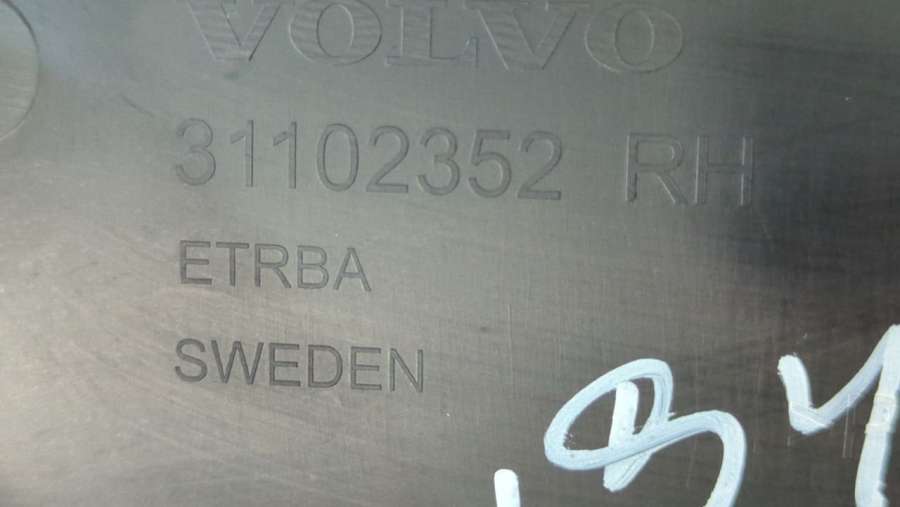 VOLVO
31102352 RH
ETRBA
SWEDEN